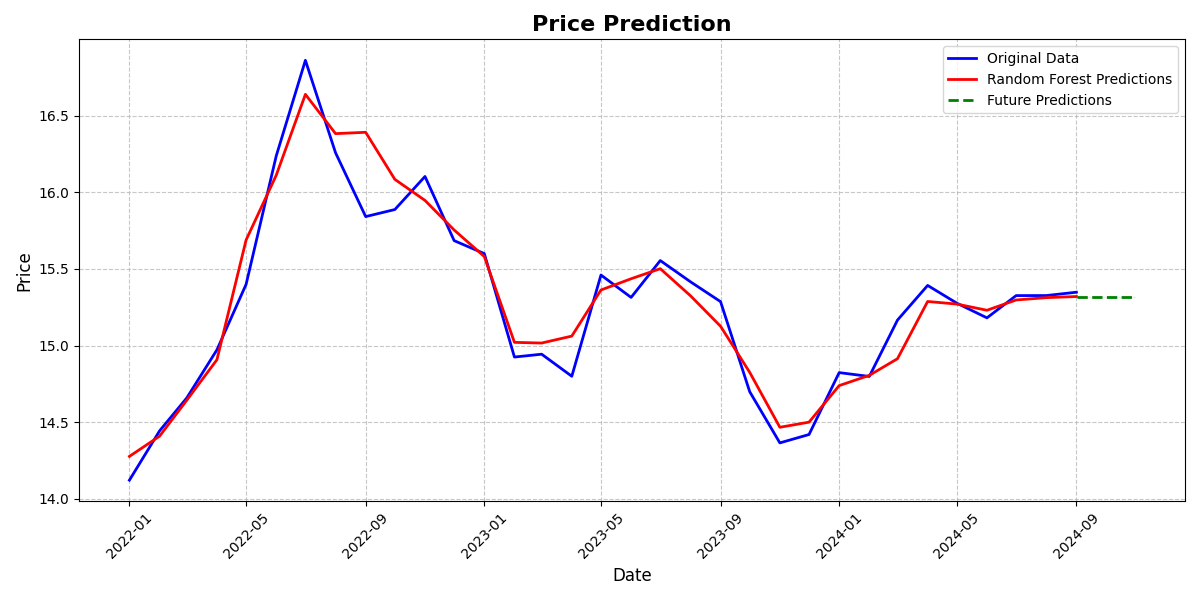 Price Prediction
Original Data
Random Forest Predictions
Future Predictions
Price
16.5
16.0
15.5
15.0
14.5
14.0
2022-01
2022-05
2022-09
2023-01
2023-05
2023-09
2024-01
2024-05
2024-09
Date